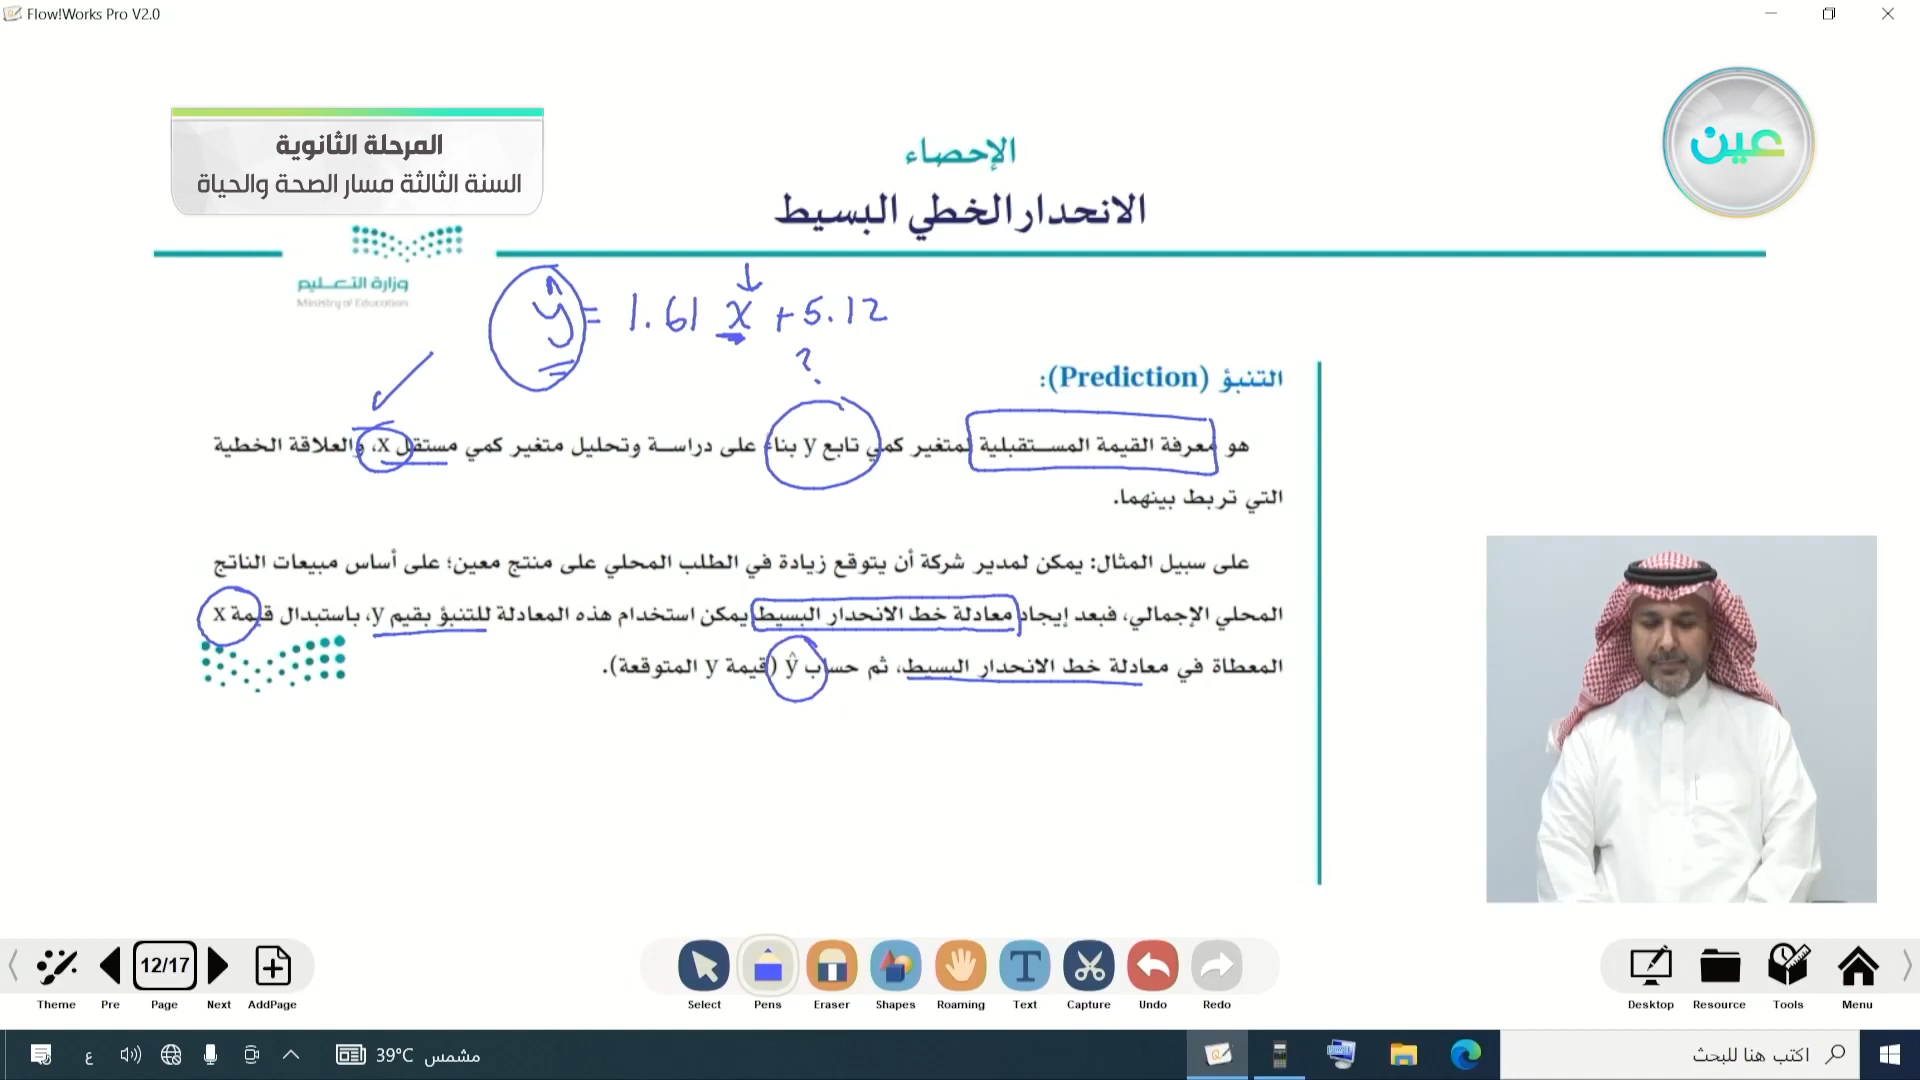 Flow!Works Pro V2.0
المرحلة الثانوية
السنة الثالثة مسار الصحة والحياة
الإحصاء
الانحدار الخطي البسيط
عين
وزارة التعليم
Ministry of Education
ŷ = 1.61 x + 5.12
?
التنبؤ (Prediction):
هو معرفة القيمة المستقبلية لمتغير كمي تابع y بناءً على دراسة وتحليل متغير كمي مستقل x، والعلاقة الخطية
التي تربط بينهما.
على سبيل المثال: يمكن لمدير شركة أن يتوقع زيادة في الطلب المحلي على منتج معين؛ على أساس مبيعات الناتج
المحلي الإجمالي، فبعد إيجاد معادلة خط الانحدار البسيط يمكن استخدام هذه المعادلة للتنبؤ بقيم y، باستبدال قيمة x
المعطاة في معادلة خط الانحدار البسيط، ثم حساب ŷ (قيمة y المتوقعة).
12/17
Theme Pre Page Next AddPage
Select Pens Eraser Shapes Roaming Text Capture Undo Redo
Desktop Resource Tools Menu
ع
39°C مشمس
اكتب هنا للبحث